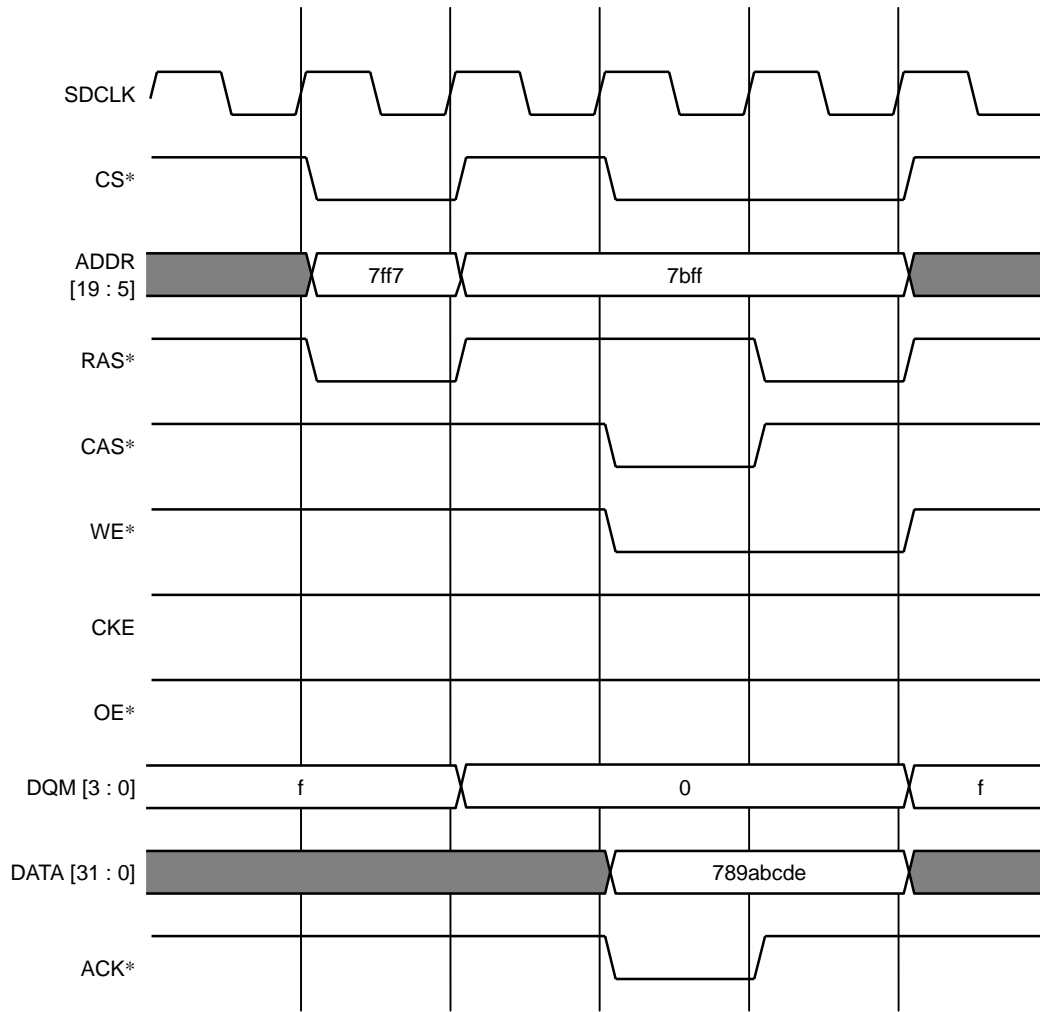 SDCLK
CS*
ADDR
[19 : 5]
7ff7
7bff
RAS*
CAS*
WE*
CKE
OE*
DQM [3 : 0]
f
0
f
DATA [31 : 0]
789abcde
ACK*